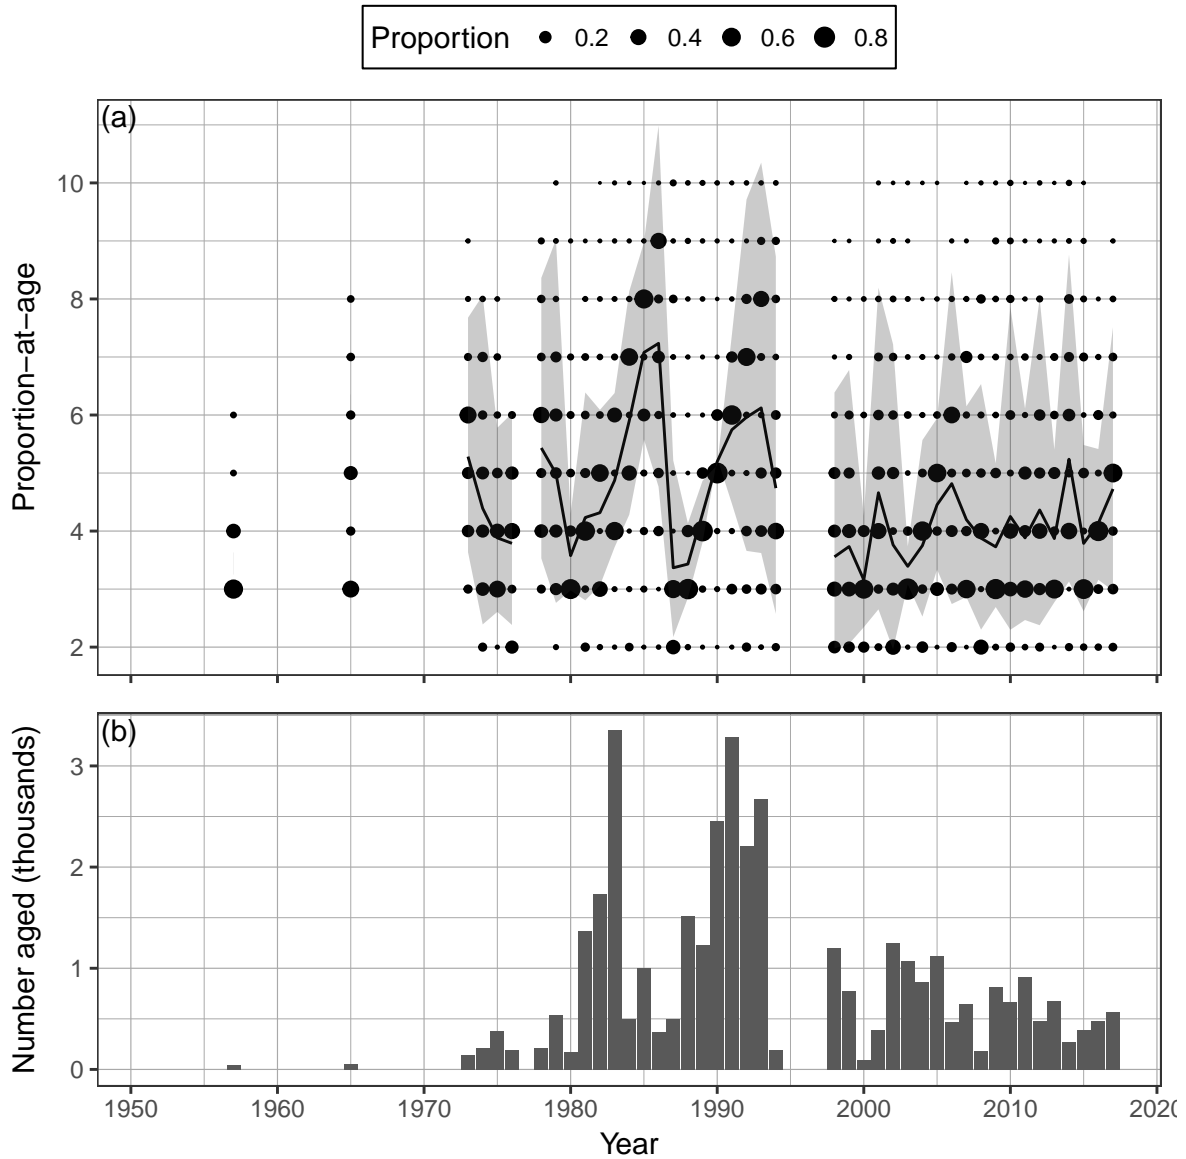 Proportion 0.2 0.4 0.6 0.8
(a)
Proportion−at−age
10
8
6
4
2
(b)
Number aged (thousands)
3
2
1
0
1950 1960 1970 1980 1990 2000 2010 2020
Year